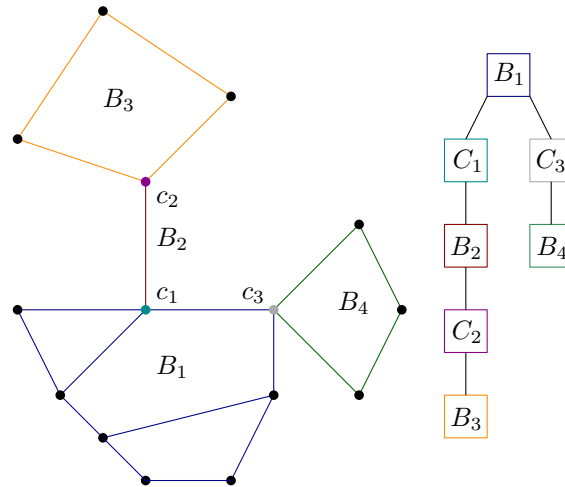 B₃
c₂
B₂
c₁
c₃
B₄
B₁
B₁
C₁
C₃
B₂
B₄
C₂
B₃